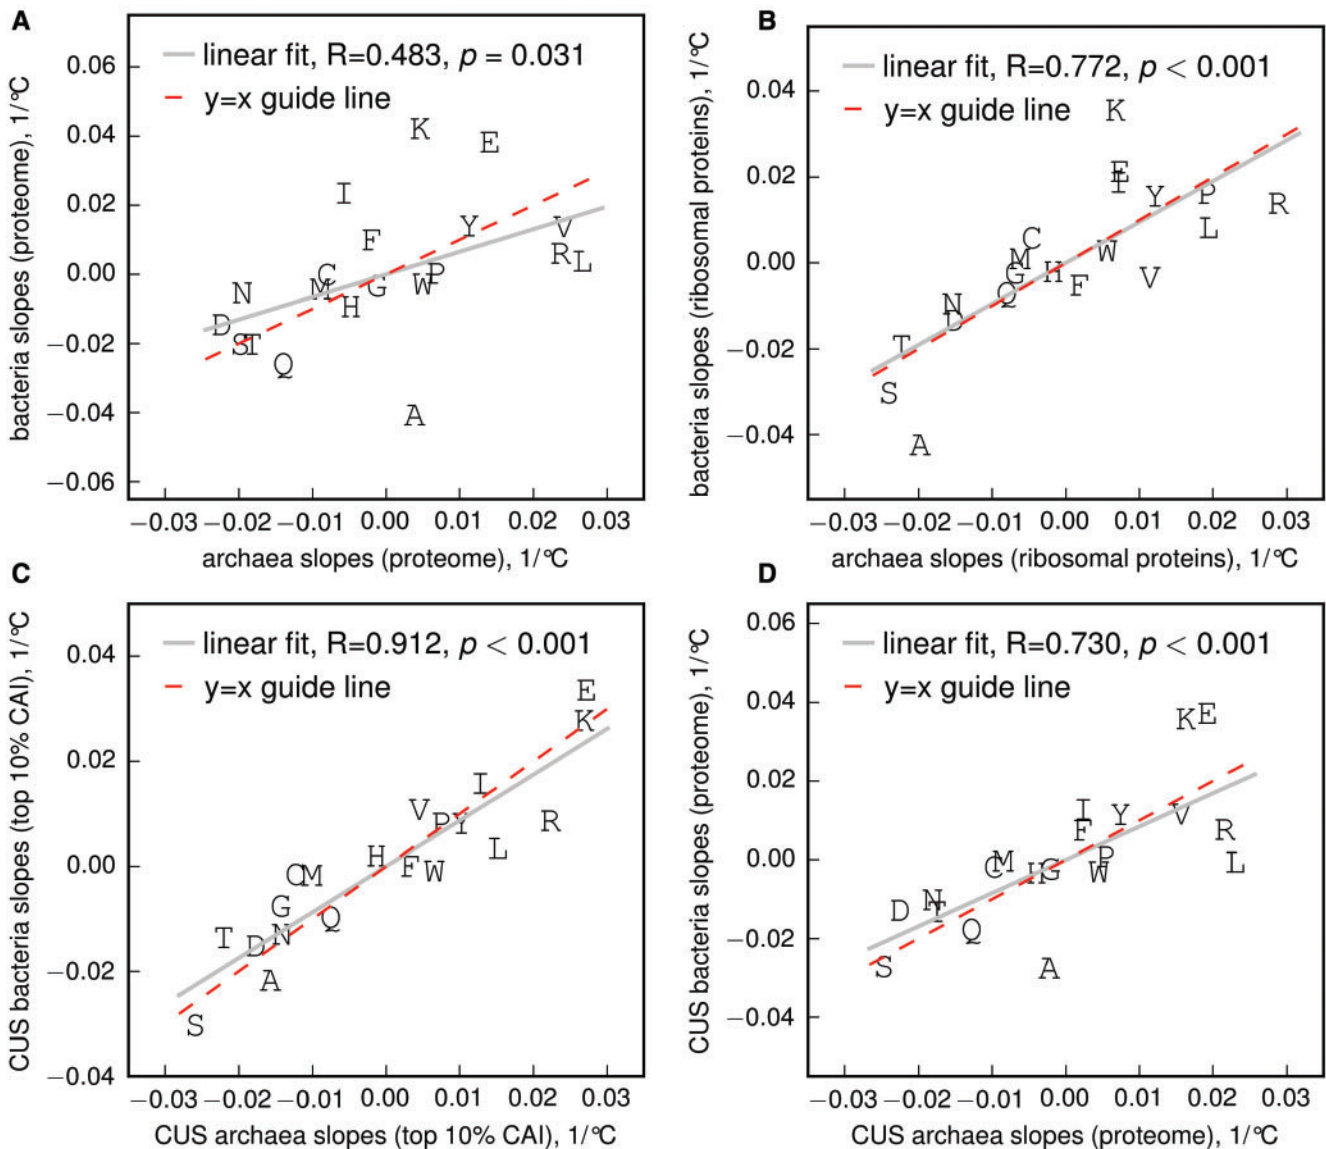 A
linear fit, R=0.483, p = 0.031
y=x guide line
bacteria slopes (proteome), 1/°C
0.06
0.04
0.02
0.00
−0.02
−0.04
−0.06
K
E
I
F
Y
V
R
L
C
M
G
W
P
N
H
D
S
T
Q
A
−0.03
−0.02
−0.01
0.00
0.01
0.02
0.03
archaea slopes (proteome), 1/°C
B
linear fit, R=0.772, p < 0.001
y=x guide line
bacteria slopes (ribosomal proteins), 1/°C
0.04
0.02
0.00
−0.02
−0.04
K
E
I
Y
P
R
L
C
M
G
H
W
F
V
Q
N
D
T
S
A
−0.03
−0.02
−0.01
0.00
0.01
0.02
0.03
archaea slopes (ribosomal proteins), 1/°C
C
linear fit, R=0.912, p < 0.001
y=x guide line
CUS bacteria slopes (top 10% CAI), 1/°C
0.04
0.02
0.00
−0.02
−0.04
E
K
I
V
P
Y
R
L
H
F
W
C
M
G
Q
N
T
D
A
S
−0.03
−0.02
−0.01
0.00
0.01
0.02
0.03
CUS archaea slopes (top 10% CAI), 1/°C
D
linear fit, R=0.730, p < 0.001
y=x guide line
CUS bacteria slopes (proteome), 1/°C
0.06
0.04
0.02
0.00
−0.02
−0.04
K
E
I
F
Y
V
R
L
C
M
H
G
W
P
D
N
T
Q
S
A
−0.03
−0.02
−0.01
0.00
0.01
0.02
0.03
CUS archaea slopes (proteome), 1/°C